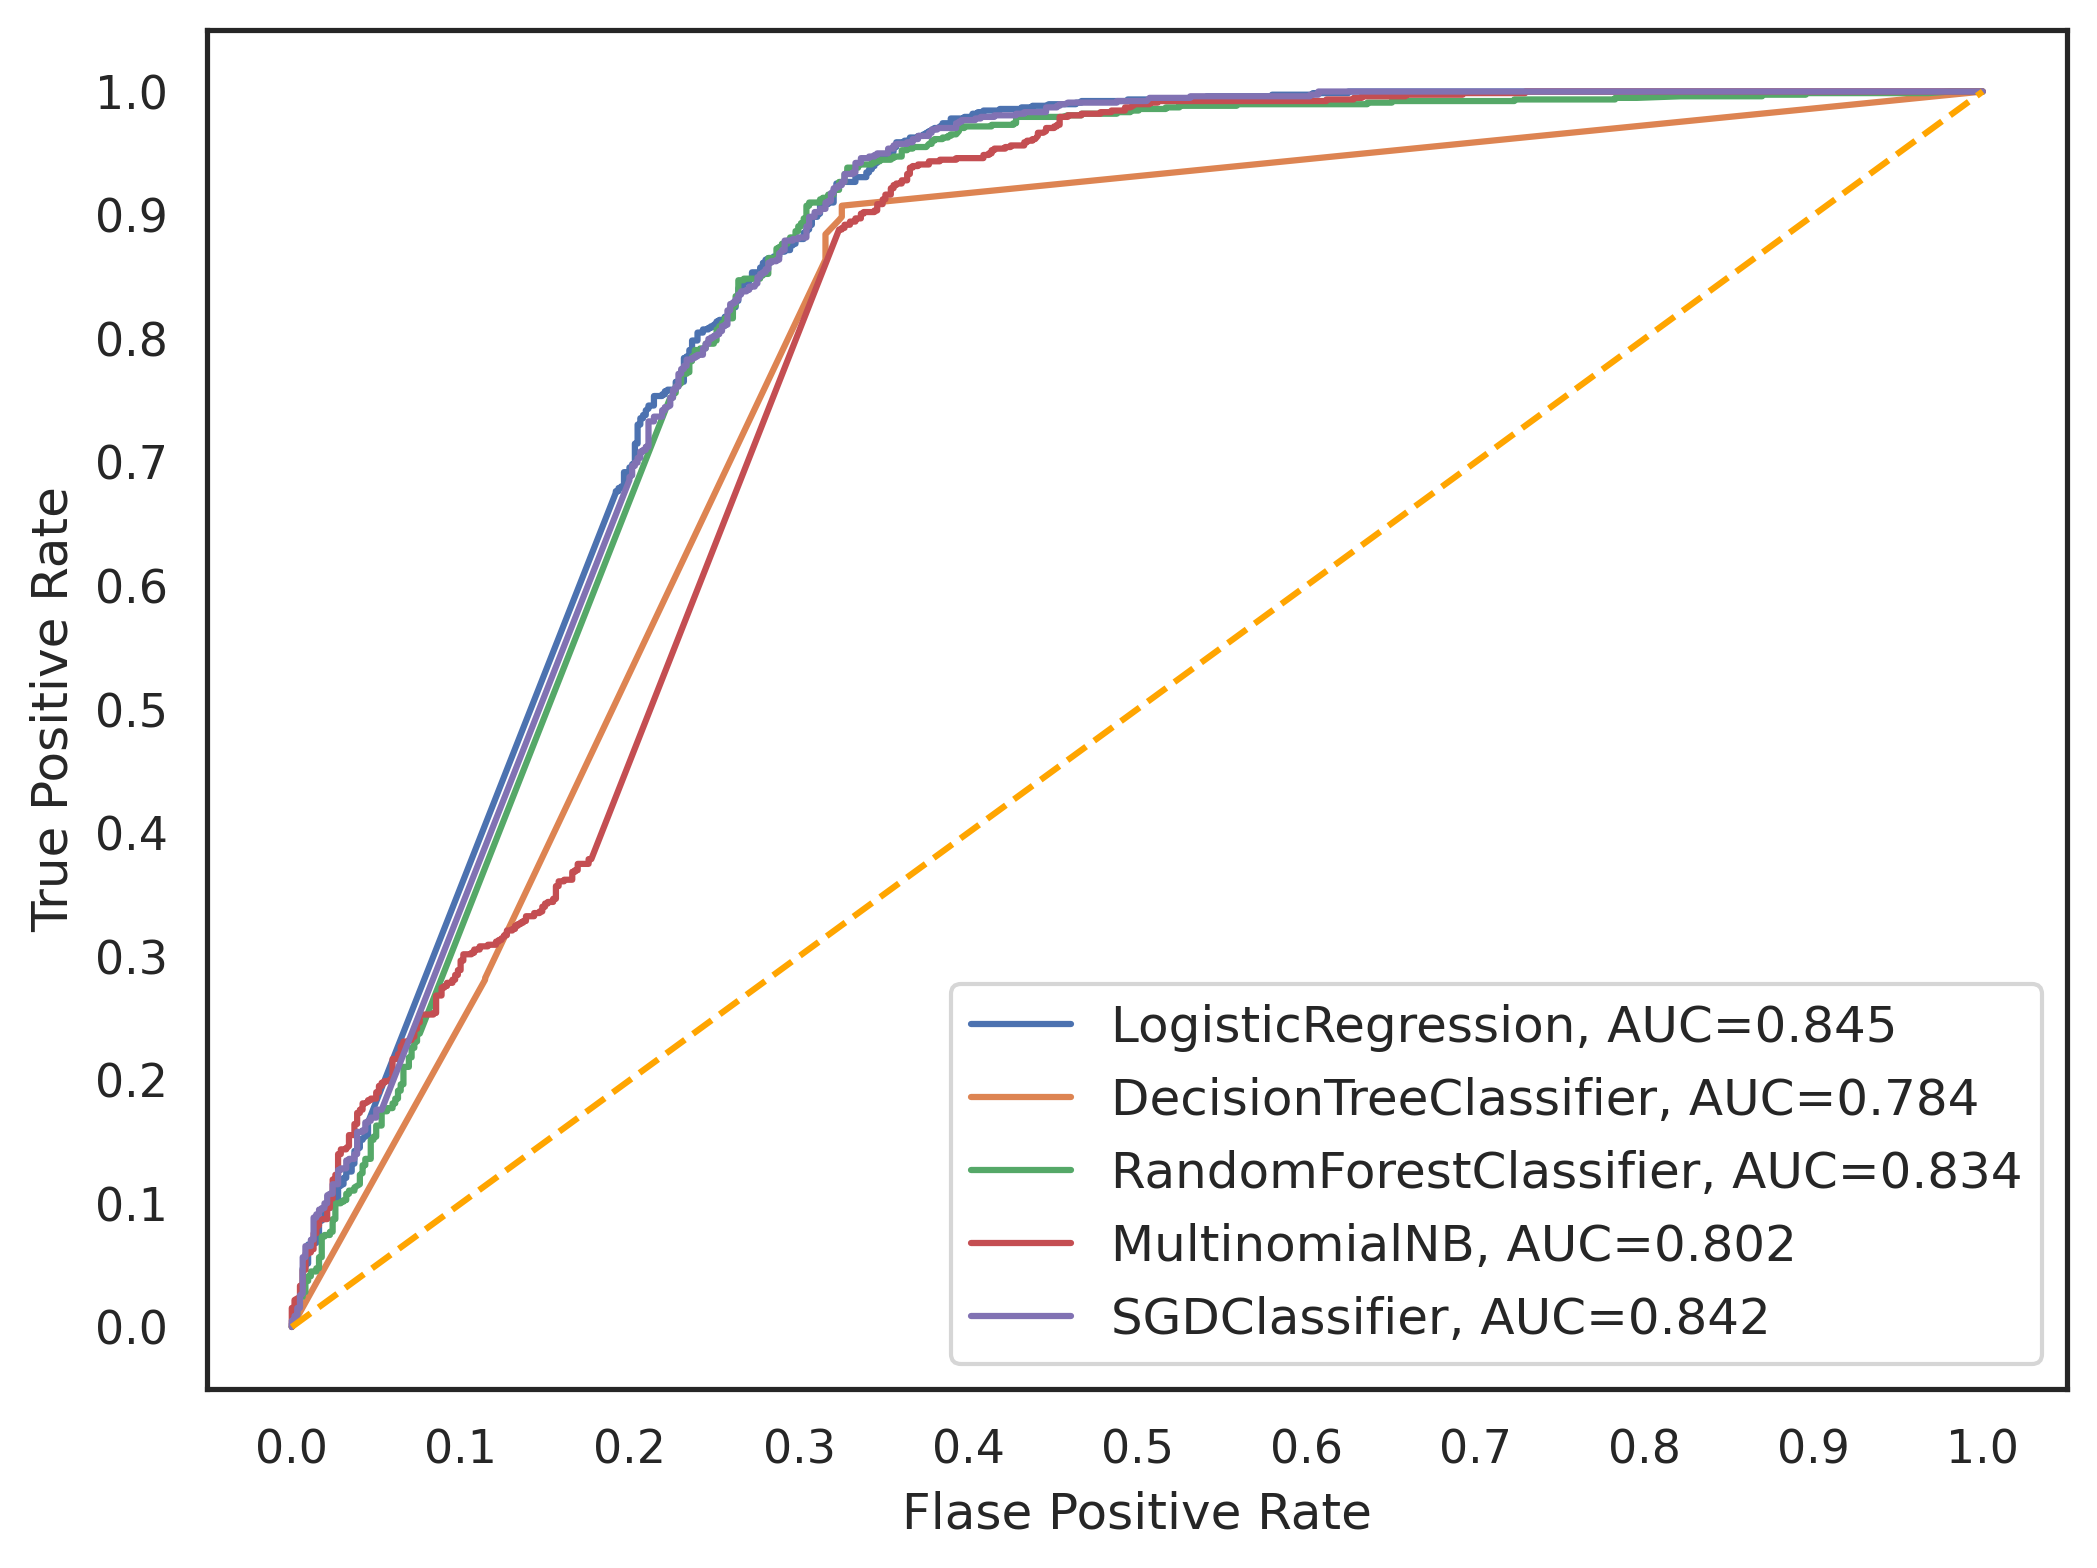 1.0
0.9
0.8
0.7
0.6
0.5
0.4
0.3
0.2
0.1
0.0
True Positive Rate
LogisticRegression, AUC=0.845
DecisionTreeClassifier, AUC=0.784
RandomForestClassifier, AUC=0.834
MultinomialNB, AUC=0.802
SGDClassifier, AUC=0.842
0.0 0.1 0.2 0.3 0.4 0.5 0.6 0.7 0.8 0.9 1.0
Flase Positive Rate